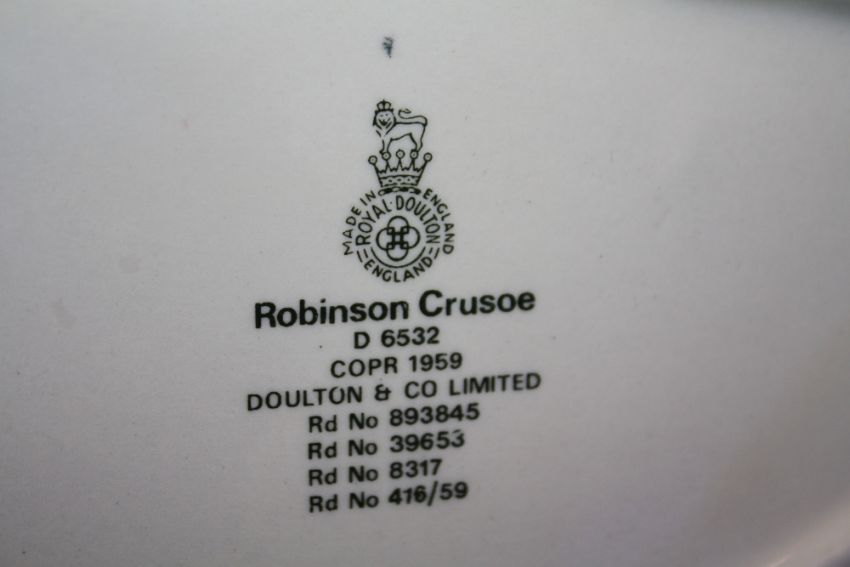 MADE IN ENGLAND
ROYAL·DOULTON
ENGLAND
Robinson Crusoe
D 6532
COPR 1959
DOULTON & CO LIMITED
Rd No 893845
Rd No 39653
Rd No 8317
Rd No 416/59